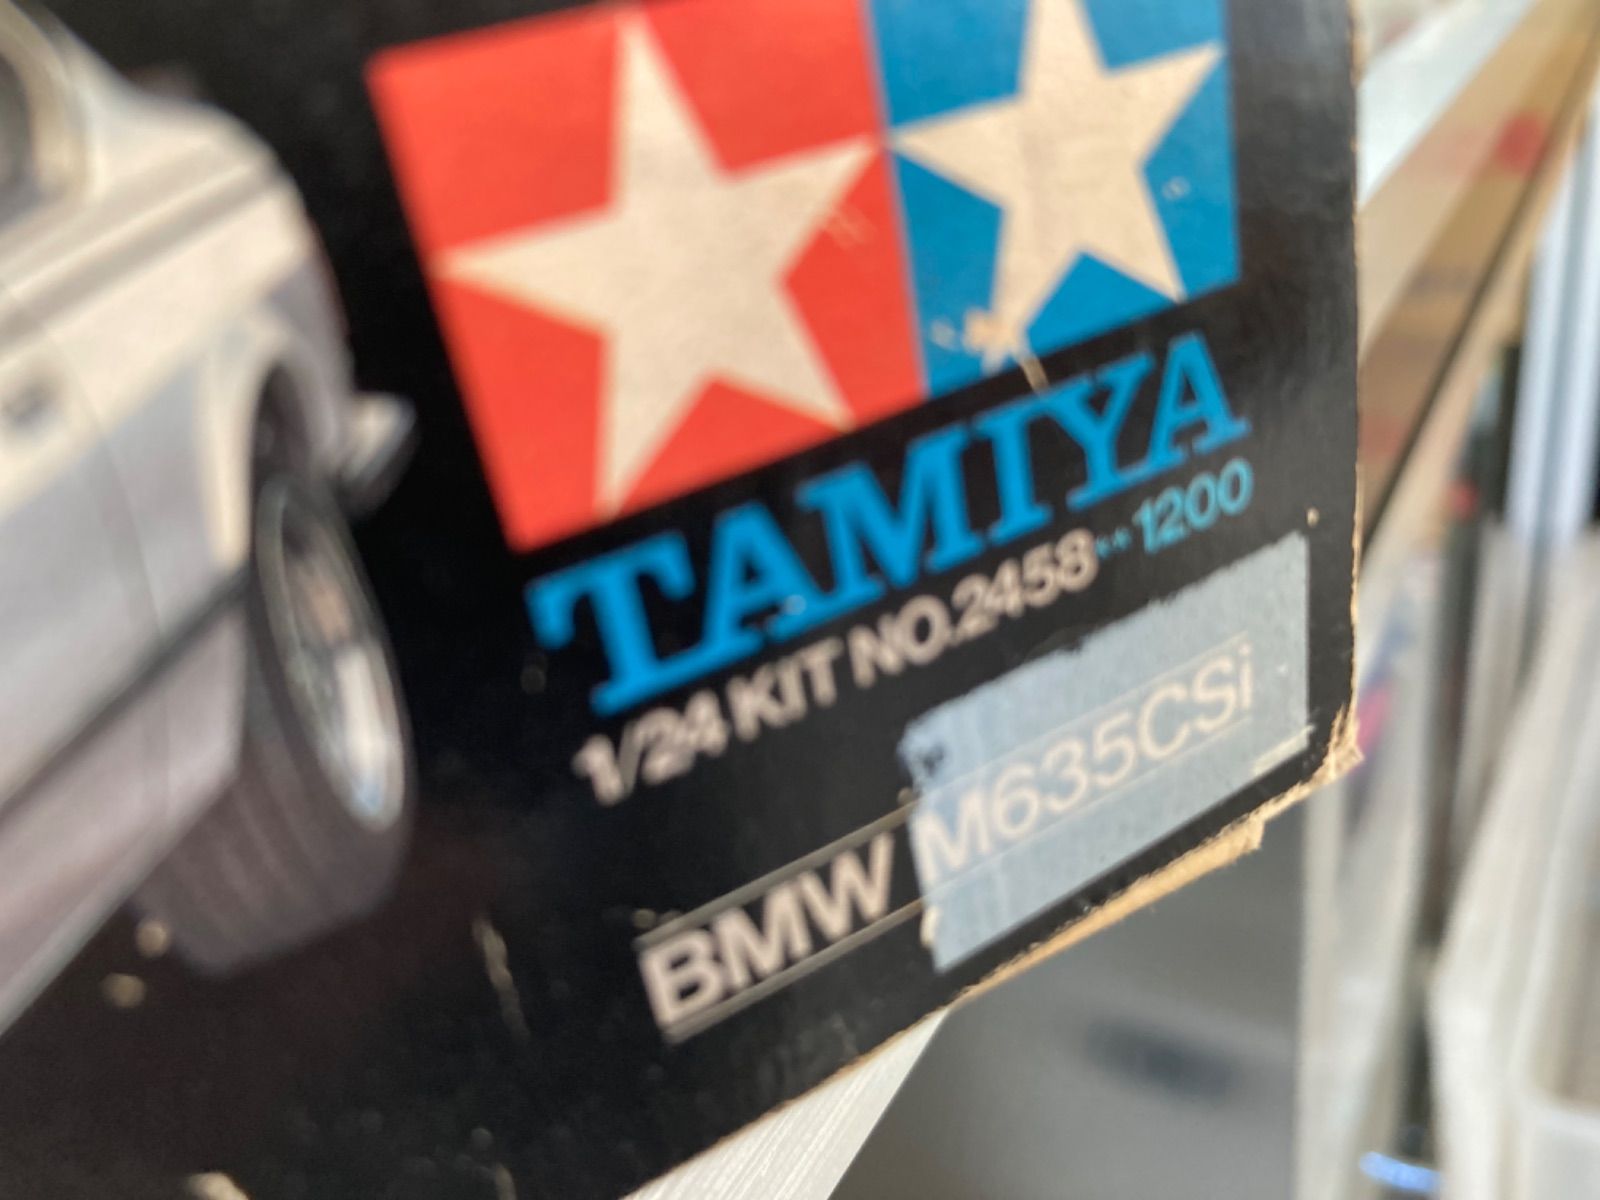 TAMIYA
1/24 KIT NO.2458··1200
BMW M635CSi